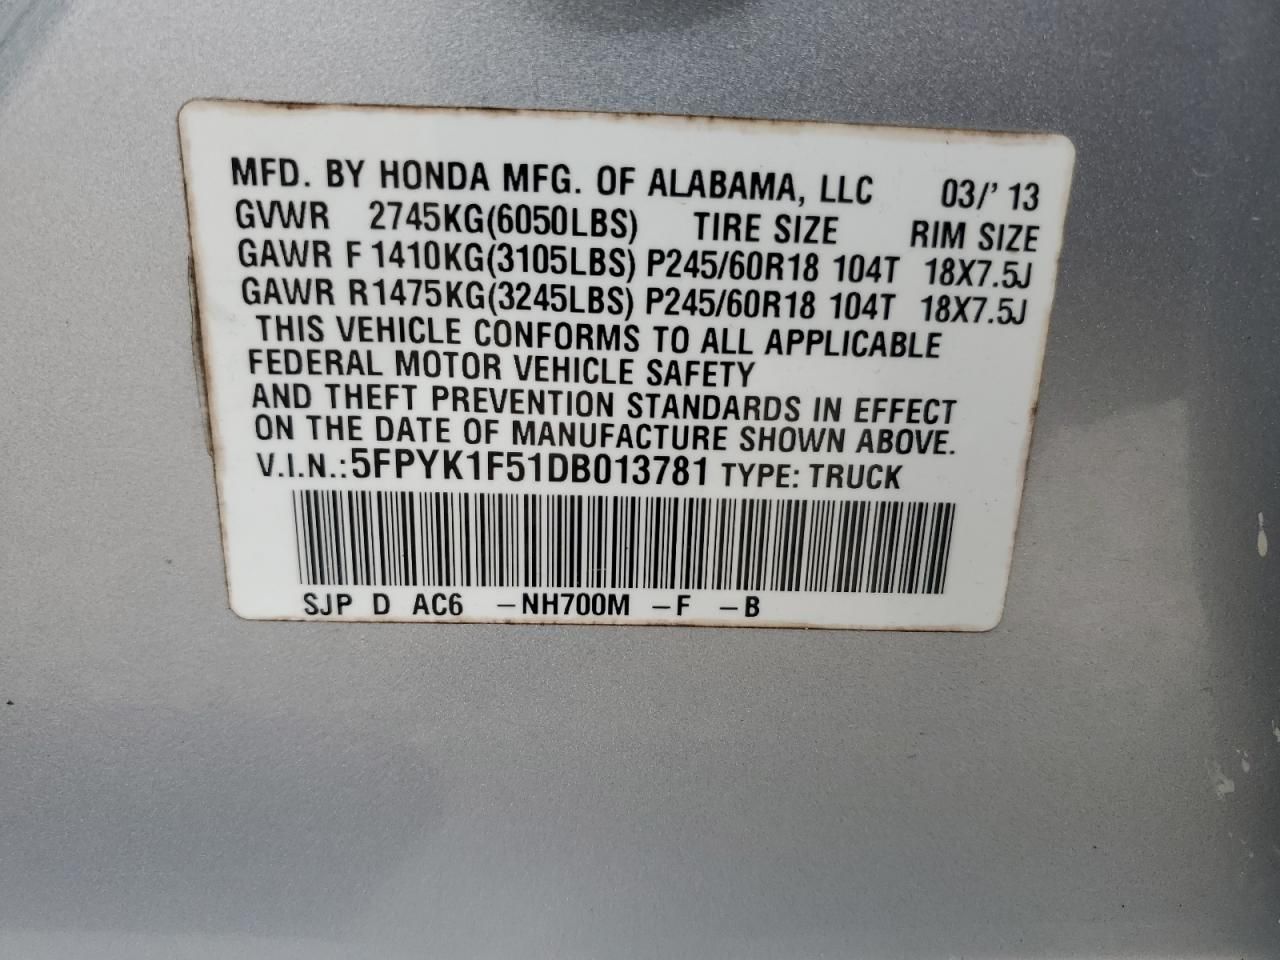 MFD. BY HONDA MFG. OF ALABAMA, LLC 03/'13
GVWR 2745KG(6050LBS) TIRE SIZE RIM SIZE
GAWR F 1410KG(3105LBS) P245/60R18 104T 18X7.5J
GAWR R1475KG(3245LBS) P245/60R18 104T 18X7.5J
THIS VEHICLE CONFORMS TO ALL APPLICABLE
FEDERAL MOTOR VEHICLE SAFETY
AND THEFT PREVENTION STANDARDS IN EFFECT
ON THE DATE OF MANUFACTURE SHOWN ABOVE.
V.I.N.:5FPYK1F51DB013781 TYPE: TRUCK
SJP D AC6 -NH700M -F -B